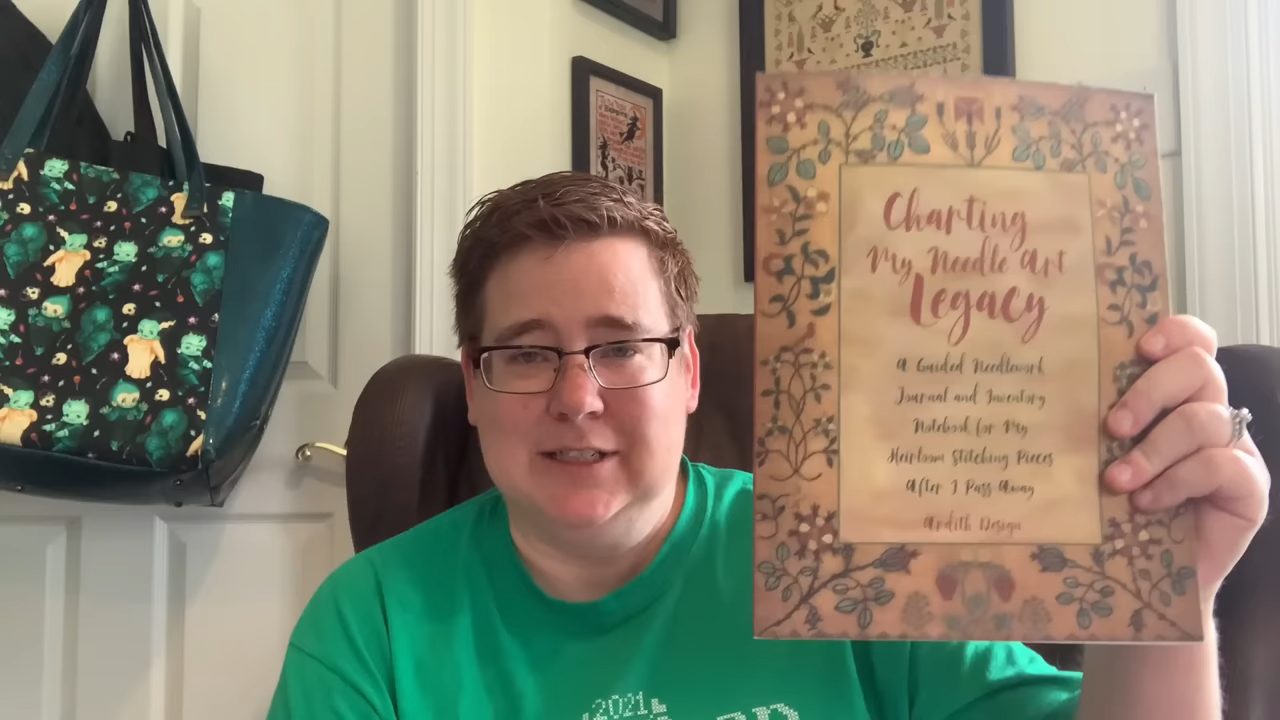 Charting
My Needle Art
Legacy
A Guided Needlework
Journal and Inventory
Notebook for My
Heirloom Stitching Pieces
After I Pass Away
Ardith Design
2021